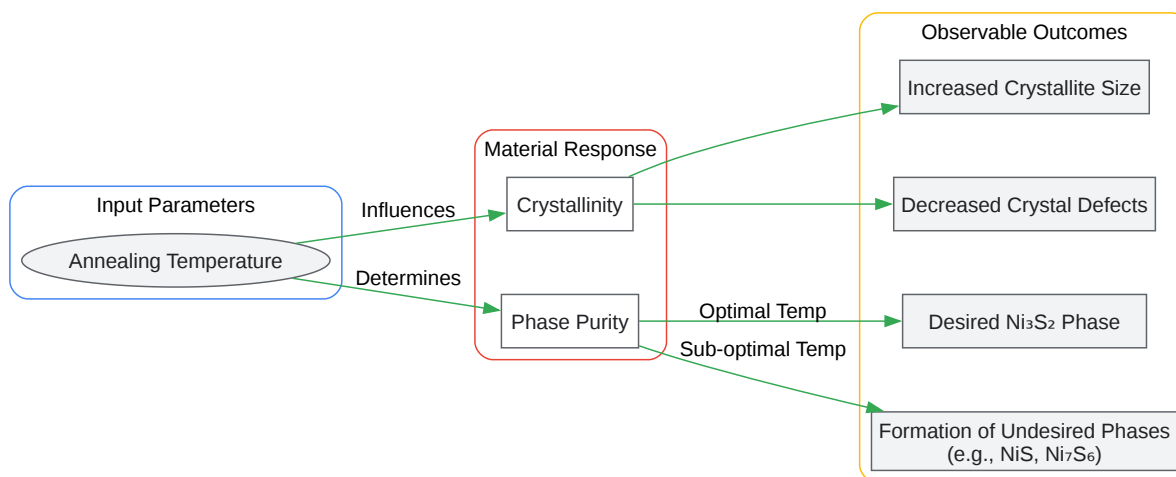 Observable Outcomes
Increased Crystallite Size
Material Response
Input Parameters
Influences
Crystallinity
Decreased Crystal Defects
Annealing Temperature
Determines
Phase Purity
Optimal Temp
Desired Ni₃S₂ Phase
Sub-optimal Temp
Formation of Undesired Phases
(e.g., NiS, Ni₇S₆)